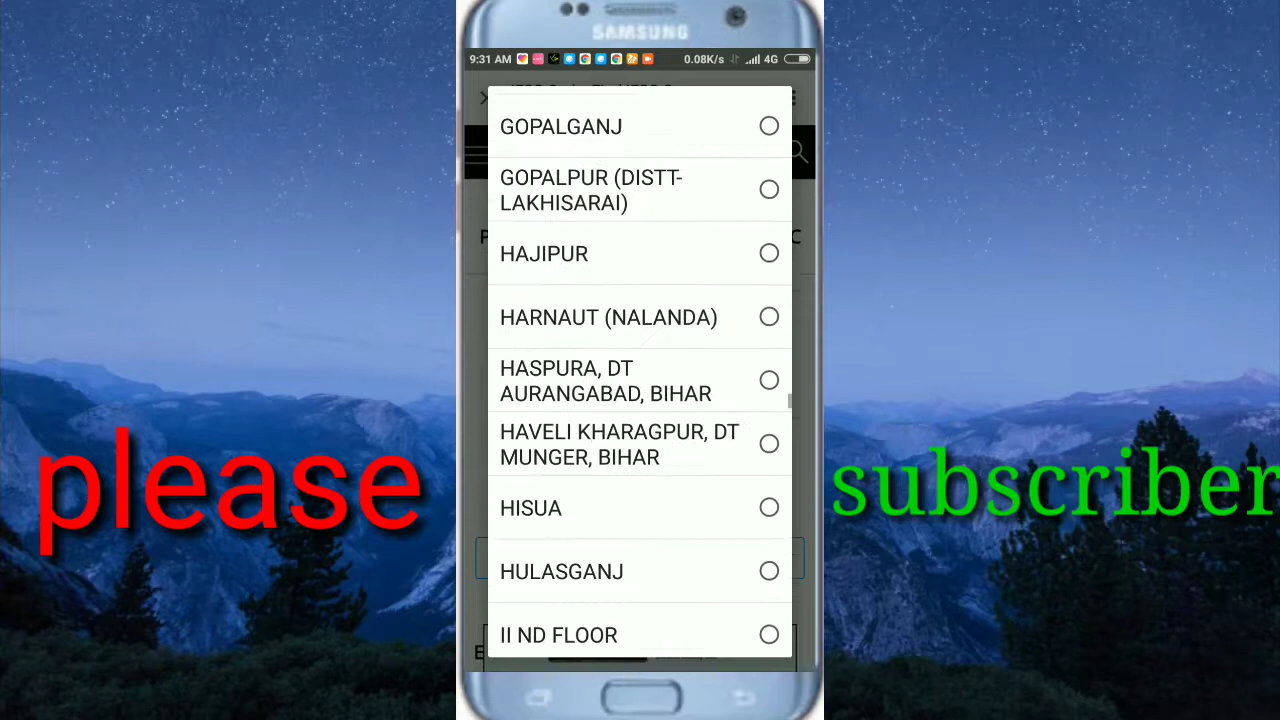 SAMSUNG
9:31 AM 0.08K/s 4G
GOPALGANJ
GOPALPUR (DISTT-
LAKHISARAI)
HAJIPUR
HARNAUT (NALANDA)
HASPURA, DT
AURANGABAD, BIHAR
HAVELI KHARAGPUR, DT
MUNGER, BIHAR
HISUA
HULASGANJ
II ND FLOOR
please
subscriber